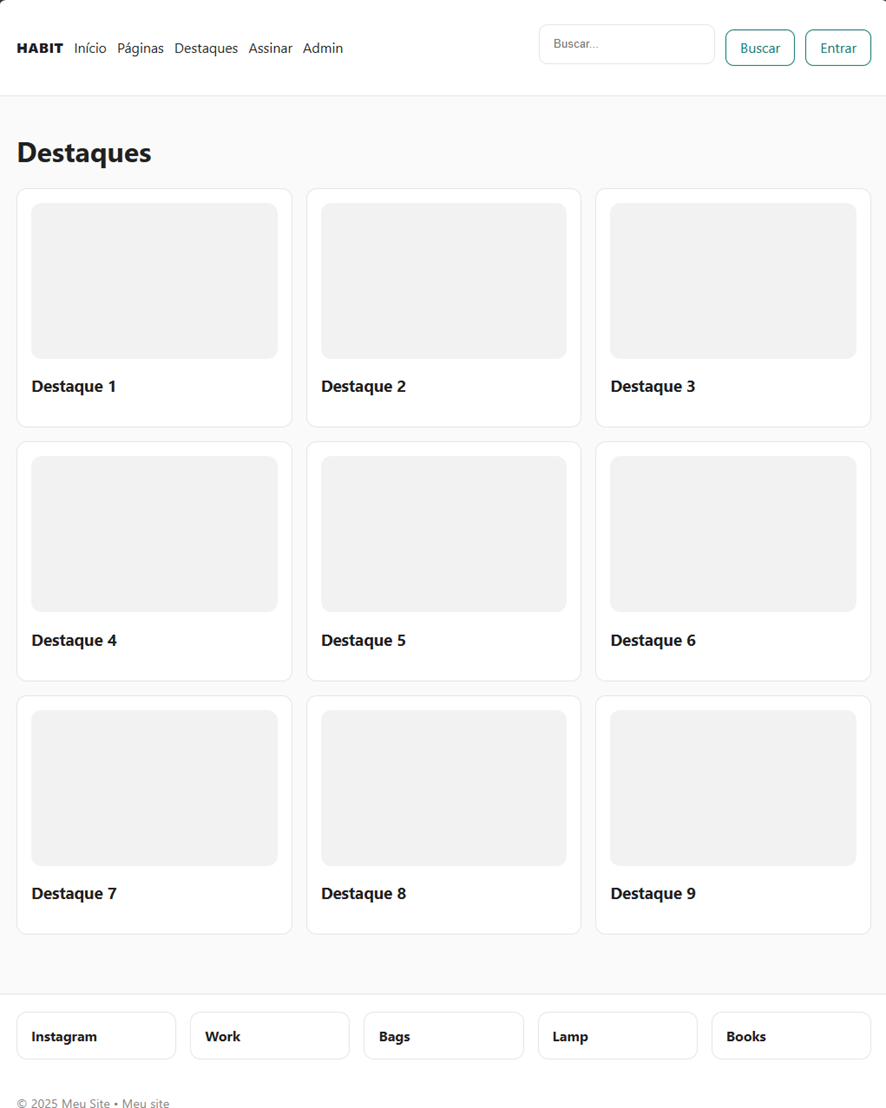 HABIT Início Páginas Destaques Assinar Admin Buscar... Buscar Entrar
Destaques
Destaque 1 Destaque 2 Destaque 3
Destaque 4 Destaque 5 Destaque 6
Destaque 7 Destaque 8 Destaque 9
Instagram Work Bags Lamp Books
© 2025 Meu Site • Meu site